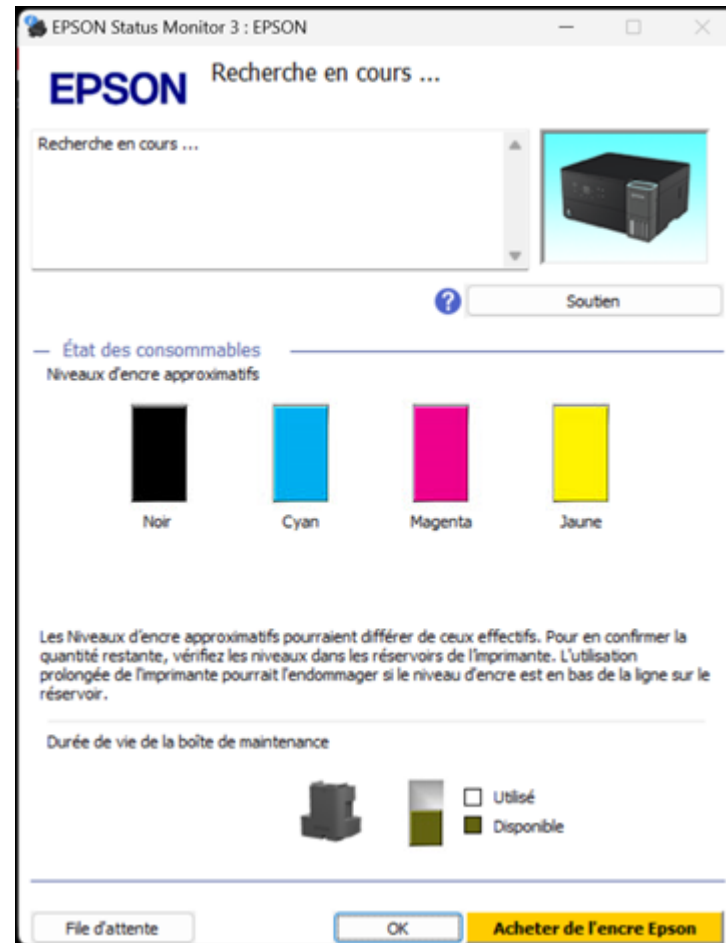 EPSON Status Monitor 3 : EPSON
EPSON
Recherche en cours ...
Recherche en cours ...
? Soutien
État des consommables
Niveaux d'encre approximatifs
Noir Cyan Magenta Jaune
Les Niveaux d'encre approximatifs pourraient différer de ceux effectifs. Pour en confirmer la
quantité restante, vérifiez les niveaux dans les réservoirs de l'imprimante. L'utilisation
prolongée de l'imprimante pourrait l'endommager si le niveau d'encre est en bas de la ligne sur le
réservoir.
Durée de vie de la boîte de maintenance
Utilisé
Disponible
File d'attente OK Acheter de l'encre Epson